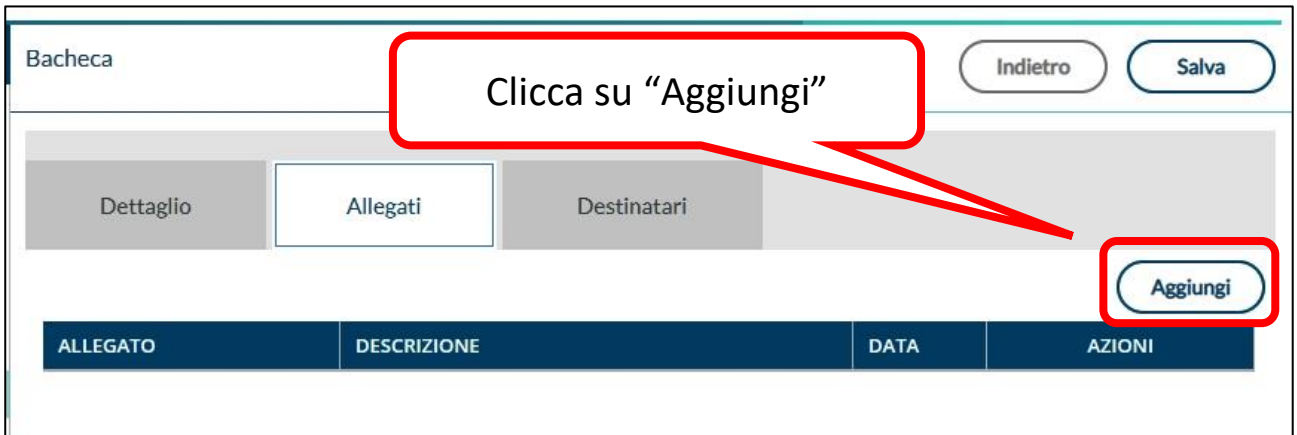 Bacheca
Clicca su “Aggiungi”
Indietro
Salva
Dettaglio
Allegati
Destinatari
Aggiungi
ALLEGATO
DESCRIZIONE
DATA
AZIONI